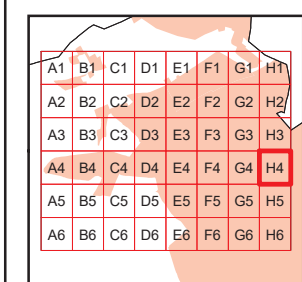 A1 B1 C1 D1 E1 F1 G1 H1
A2 B2 C2 D2 E2 F2 G2 H2
A3 B3 C3 D3 E3 F3 G3 H3
A4 B4 C4 D4 E4 F4 G4 H4
A5 B5 C5 D5 E5 F5 G5 H5
A6 B6 C6 D6 E6 F6 G6 H6